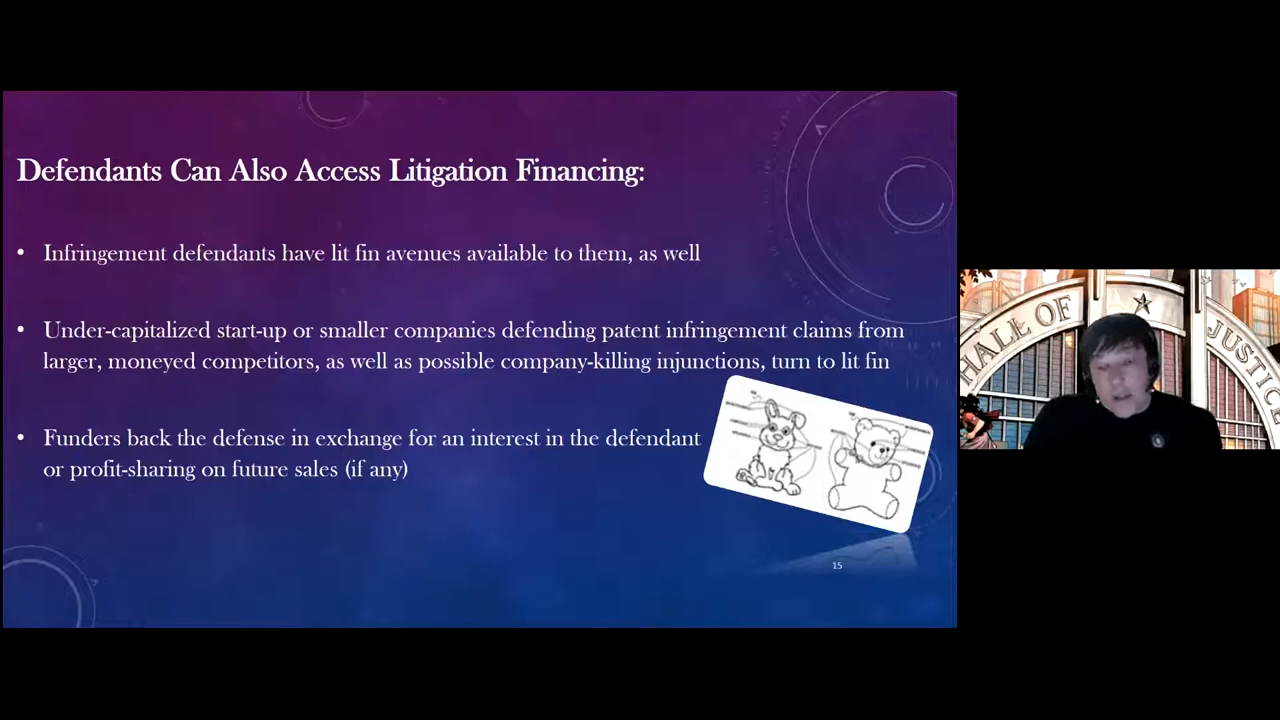 Defendants Can Also Access Litigation Financing:
• Infringement defendants have lit fin avenues available to them, as well
• Under-capitalized start-up or smaller companies defending patent infringement claims from
larger, moneyed competitors, as well as possible company-killing injunctions, turn to lit fin
• Funders back the defense in exchange for an interest in the defendant
or profit-sharing on future sales (if any)
15
HALL OF JUSTICE